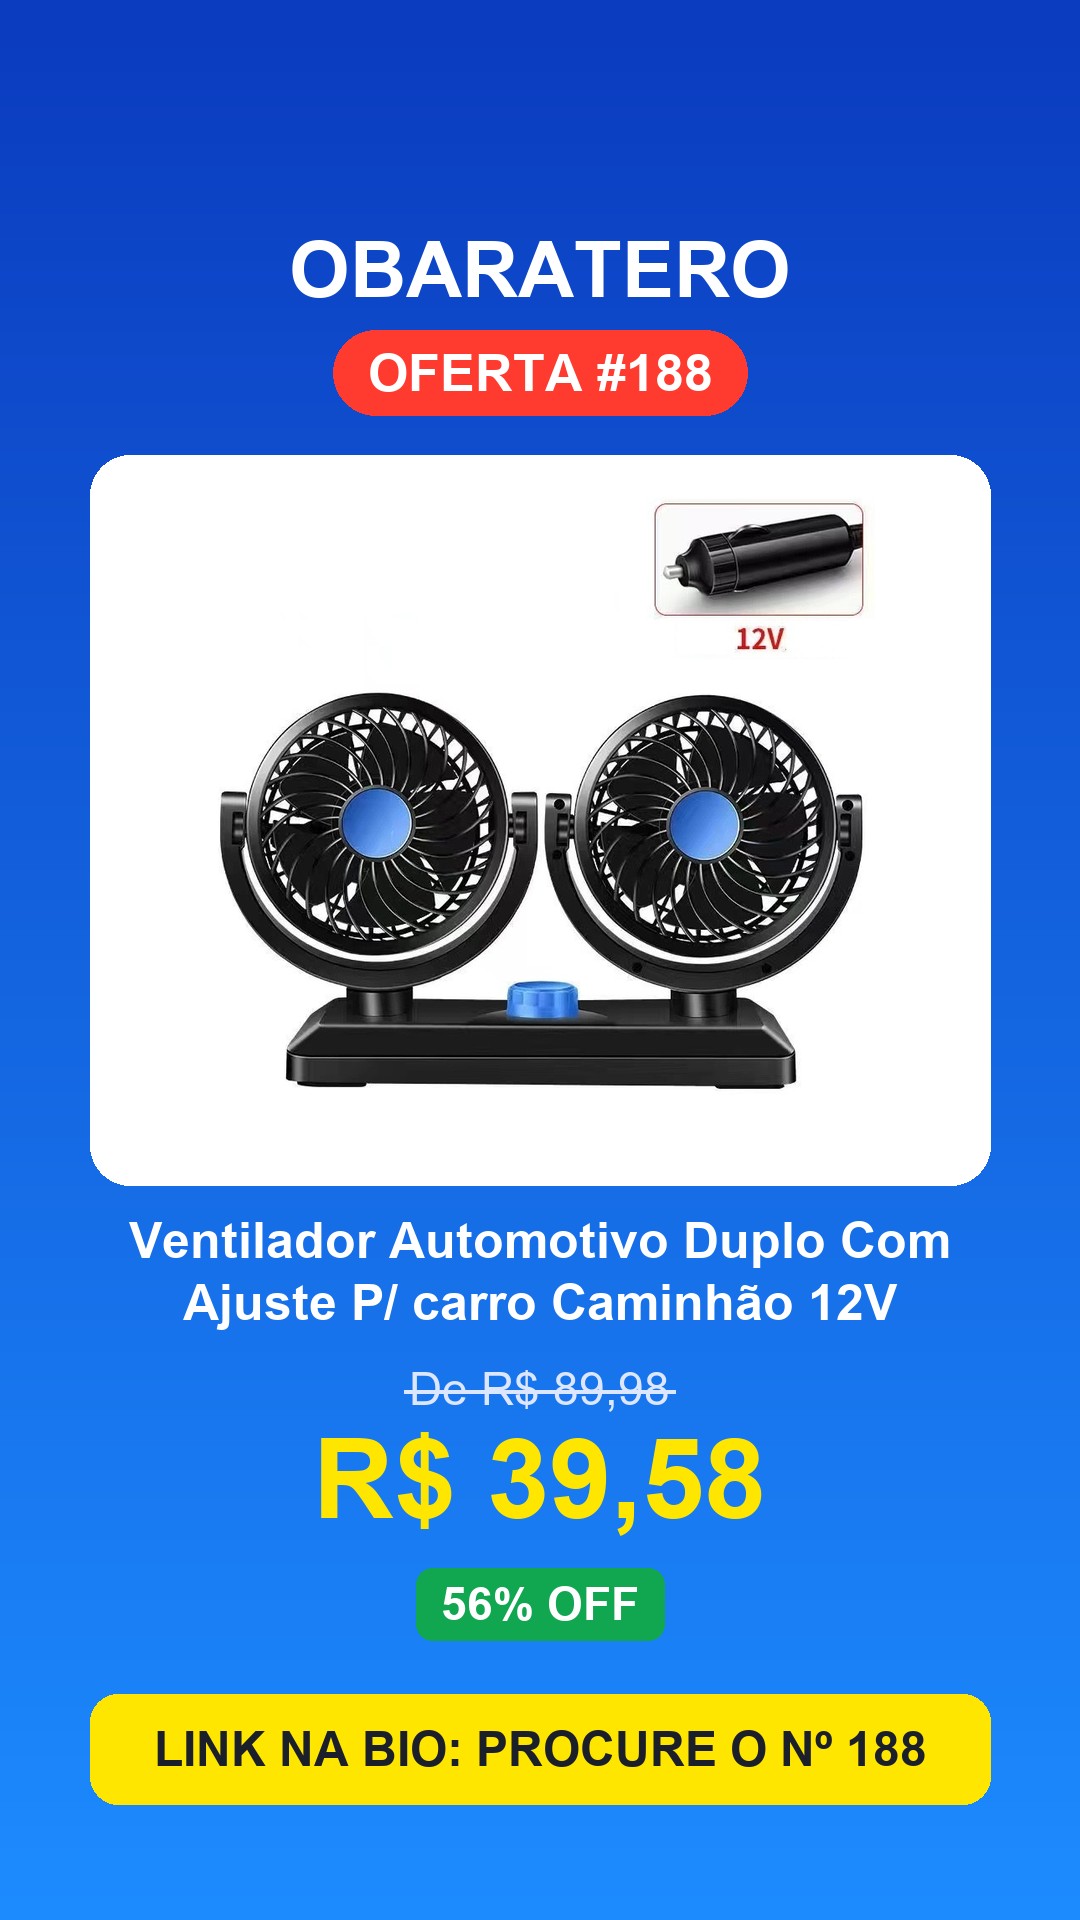 OBARATERO
OFERTA #188
12V
Ventilador Automotivo Duplo Com
Ajuste P/ carro Caminhão 12V
De R$ 89,98
R$ 39,58
56% OFF
LINK NA BIO: PROCURE O Nº 188